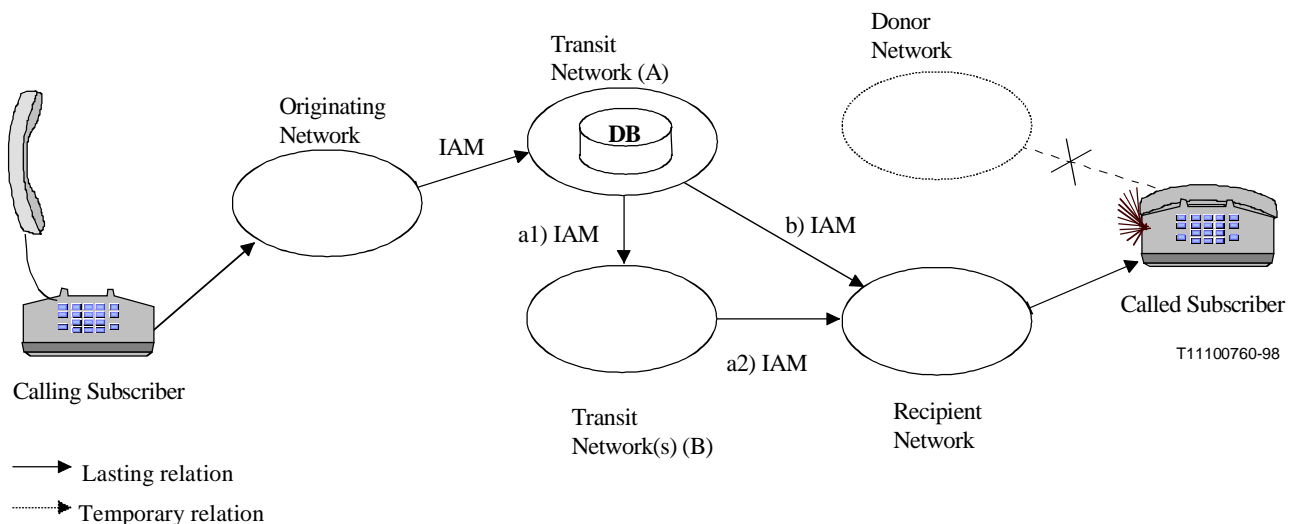 Donor
Network
Transit
Network (A)
Originating
Network
DB
IAM
a1) IAM
b) IAM
Called Subscriber
a2) IAM
T11100760-98
Calling Subscriber
Transit
Network(s) (B)
Recipient
Network
Lasting relation
Temporary relation